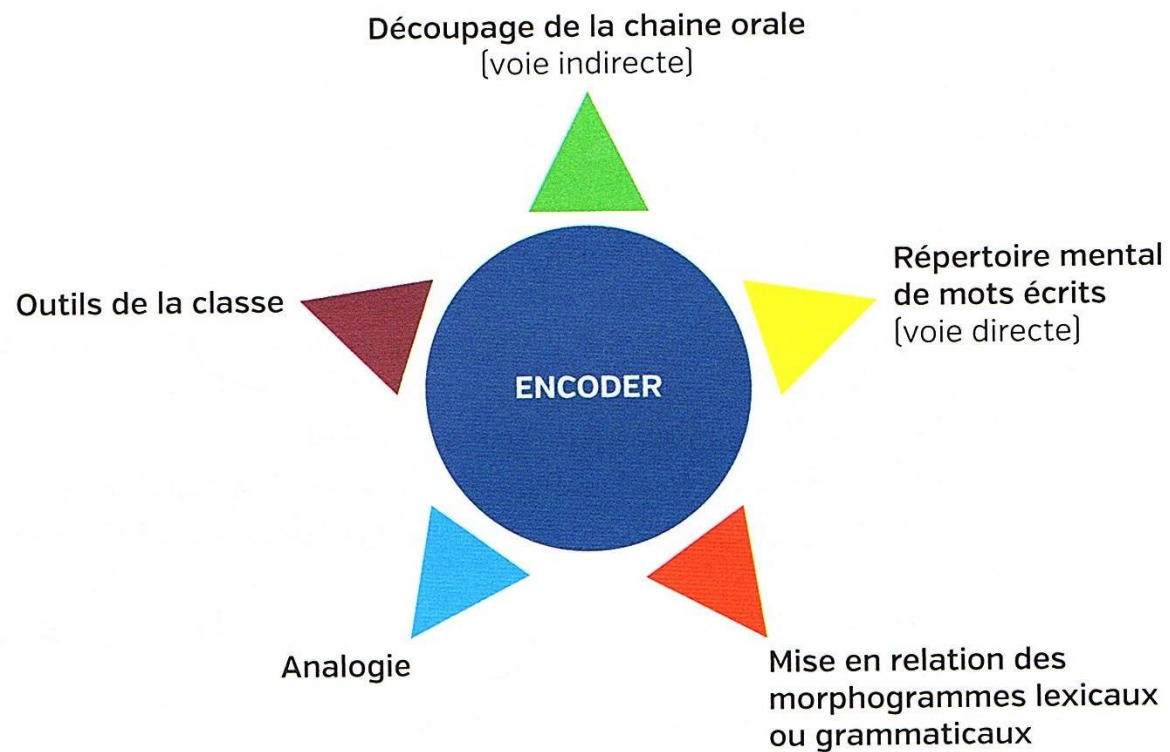 Découpage de la chaine orale
(voie indirecte)
Répertoire mental
de mots écrits
(voie directe)
Outils de la classe
ENCODER
Analogie
Mise en relation des
morphogrammes lexicaux
ou grammaticaux